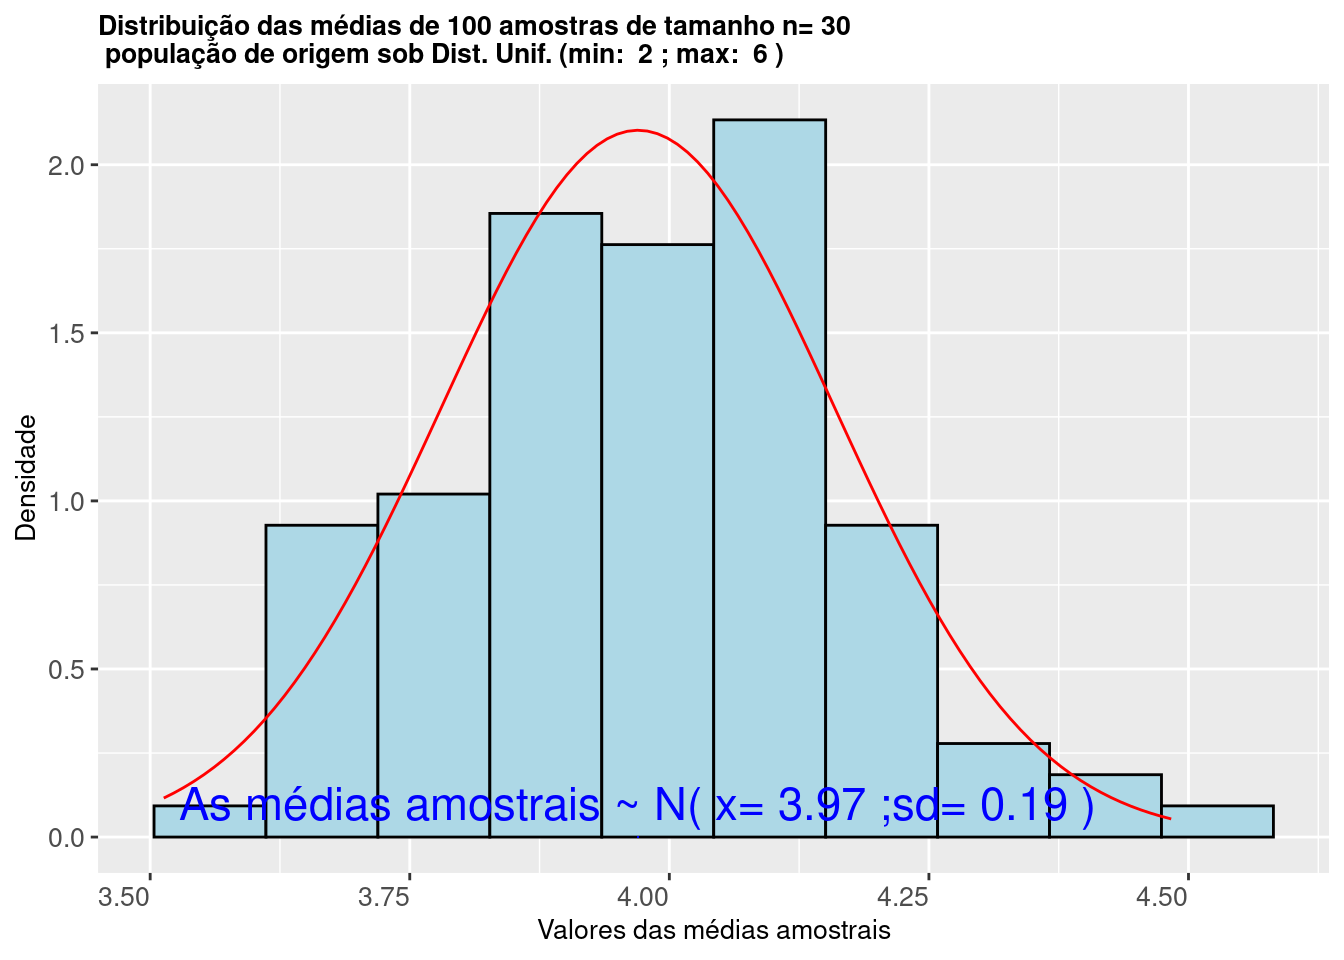 Distribuição das médias de 100 amostras de tamanho n= 30
população de origem sob Dist. Unif. (min:  2 ; max:  6 )
2.0
1.5
1.0
0.5
0.0
Densidade
As médias amostrais ~ N( x= 3.97 ;sd= 0.19 )
3.50 3.75 4.00 4.25 4.50
Valores das médias amostrais